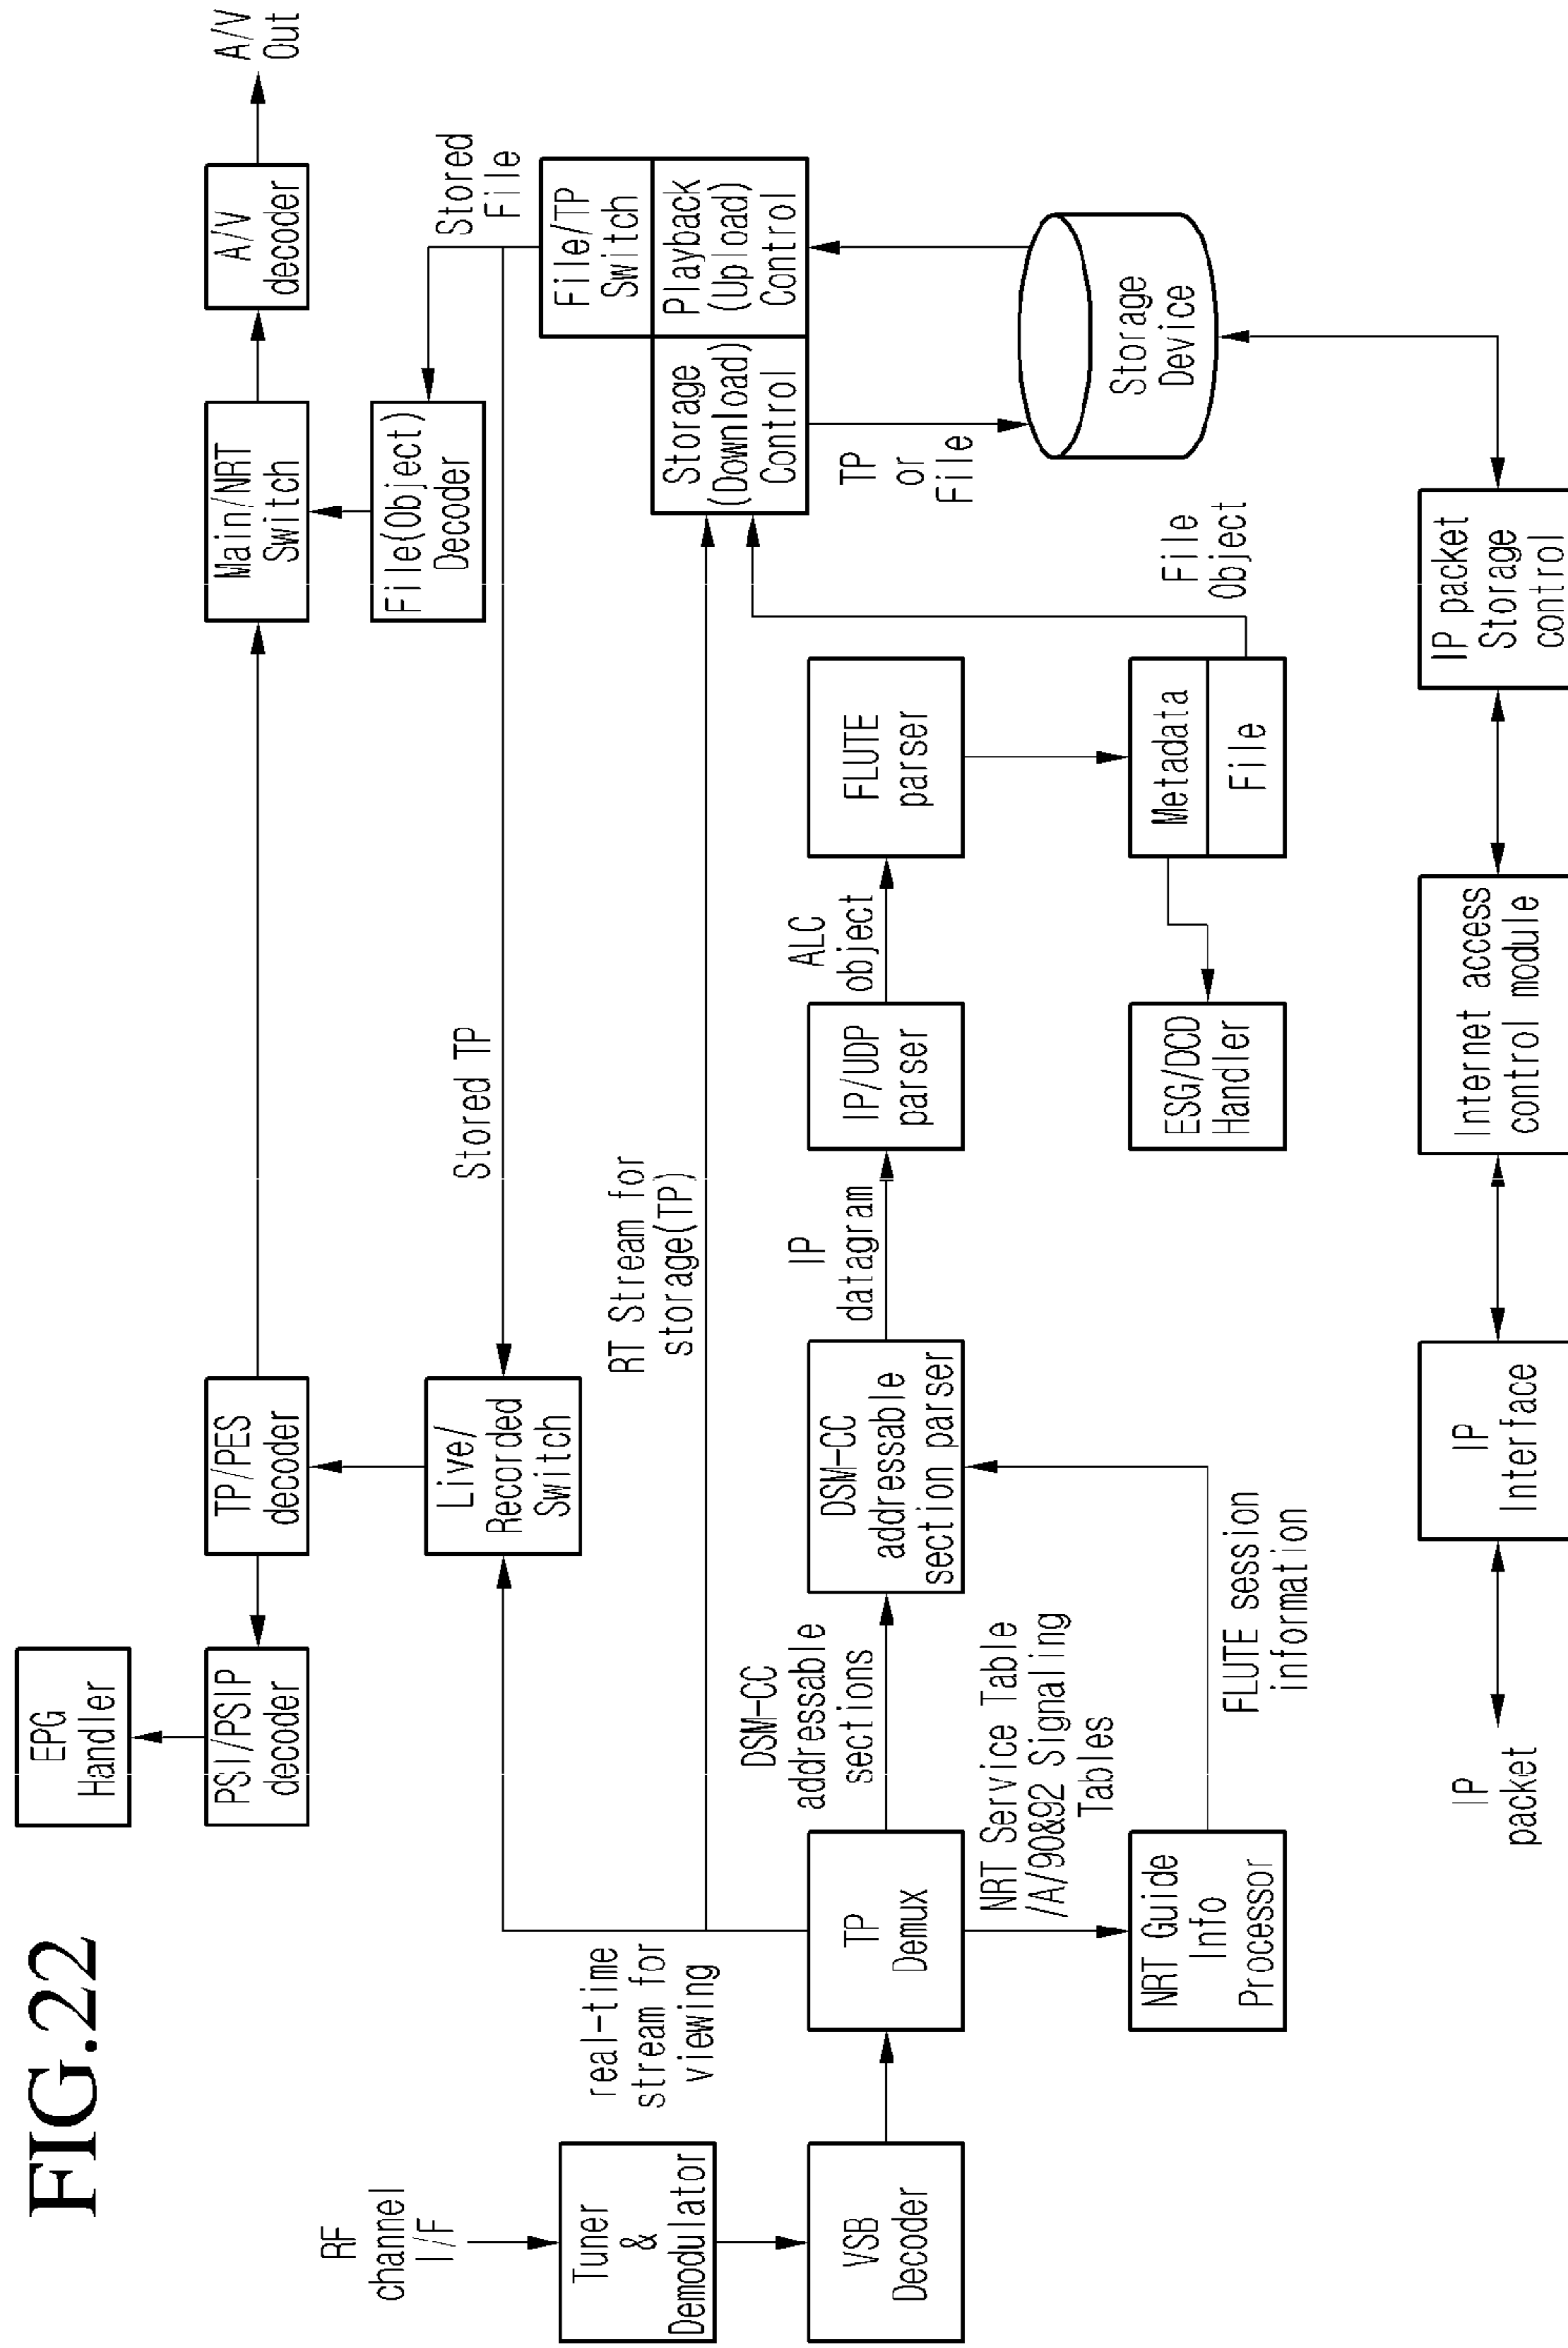 FIG.22
EPG
Handler
PSI/PSIP
decoder
TP/PES
decoder
Main/NRT
Switch
A/V
decoder
A/V
Out
Live/
Recorded
Switch
File(Object)
Decoder
Stored
File
Stored TP
RF
channel
I/F
Tuner
&
Demodulator
VSB
Decoder
real-time
stream for
viewing
RT Stream for
storage(TP)
File/TP
Switch
Storage
(Download)
Control
Playback
(Upload)
Control
TP
Demux
DSM-CC
addressable
sections
DSM-CC
addressable
section parser
IP
datagram
IP/UDP
parser
ALC
object
FLUTE
parser
TP
or
File
NRT Service Table
/A/90&92 Signaling
Tables
NRT Guide
Info
Processor
FLUTE session
information
ESG/DCD
Handler
Metadata
File
File
Object
Storage
Device
IP
packet
IP
Interface
Internet access
control module
IP packet
Storage
control